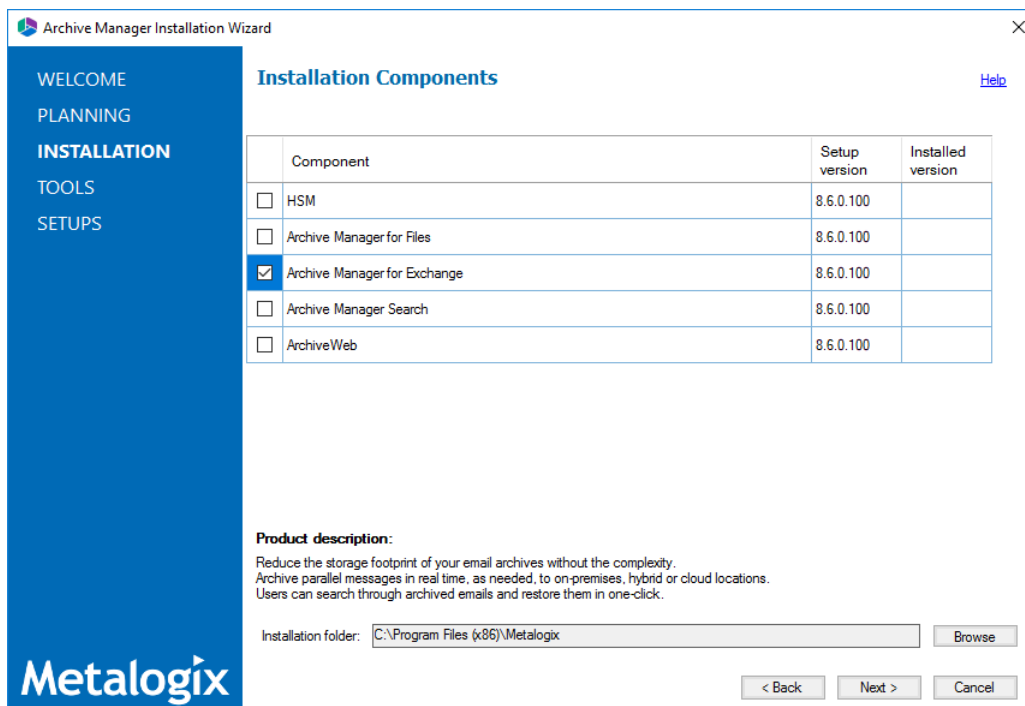 Archive Manager Installation Wizard
WELCOME
PLANNING
INSTALLATION
TOOLS
SETUPS
Metalogix
Installation Components
Help
Component Setup version Installed version
HSM 8.6.0.100
Archive Manager for Files 8.6.0.100
Archive Manager for Exchange 8.6.0.100
Archive Manager Search 8.6.0.100
ArchiveWeb 8.6.0.100
Product description:
Reduce the storage footprint of your email archives without the complexity.
Archive parallel messages in real time, as needed, to on-premises, hybrid or cloud locations.
Users can search through archived emails and restore them in one-click.
Installation folder: C:\Program Files (x86)\Metalogix Browse
< Back Next > Cancel